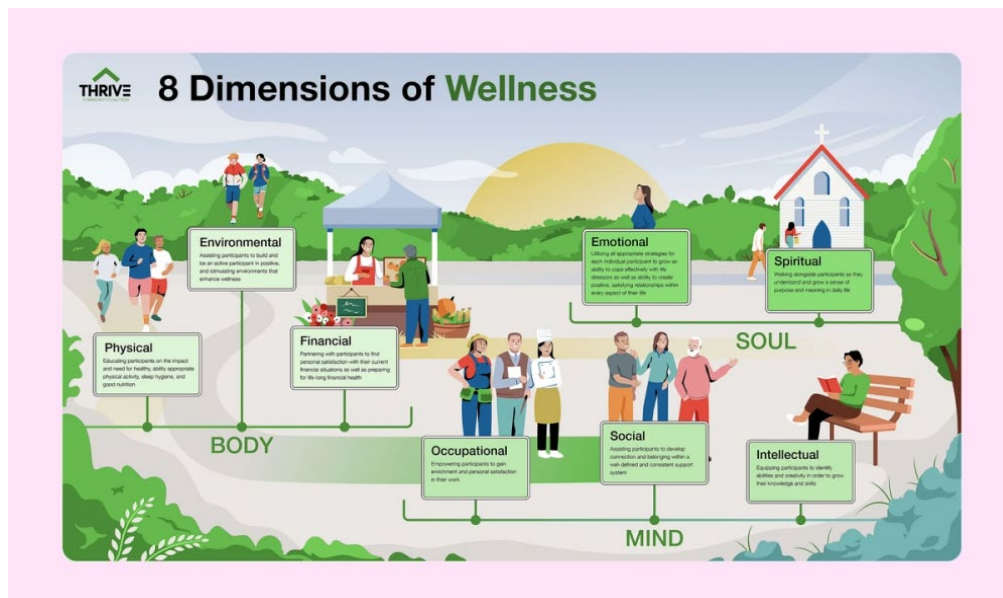 THRIVE
COMMUNITY COALITION
8 Dimensions of Wellness
Environmental
Assisting participants to build and
be an active participant in positive,
and stimulating environments that
enhance wellness
Physical
Educating participants on the impact
and need for healthy, ability appropriate
physical activity, sleep hygiene, and
good nutrition
Financial
Partnering with participants to find
personal satisfaction with their current
financial situations as well as preparing
for life-long financial health
BODY
Emotional
Utilizing all appropriate strategies for
each individual participant to grow an
ability to cope effectively with life
stressors as well as ability to create
positive, satisfying relationships within
every aspect of their life
Spiritual
Walking alongside participants as they
understand and grow a sense of
purpose and meaning in daily life
SOUL
Occupational
Empowering participants to gain
enrichment and personal satisfaction
in their work
Social
Assisting participants to develop
connection and belonging within a
well-defined and consistent support
system
Intellectual
Equipping participants to identify
abilities and creativity in order to grow
their knowledge and skills
MIND